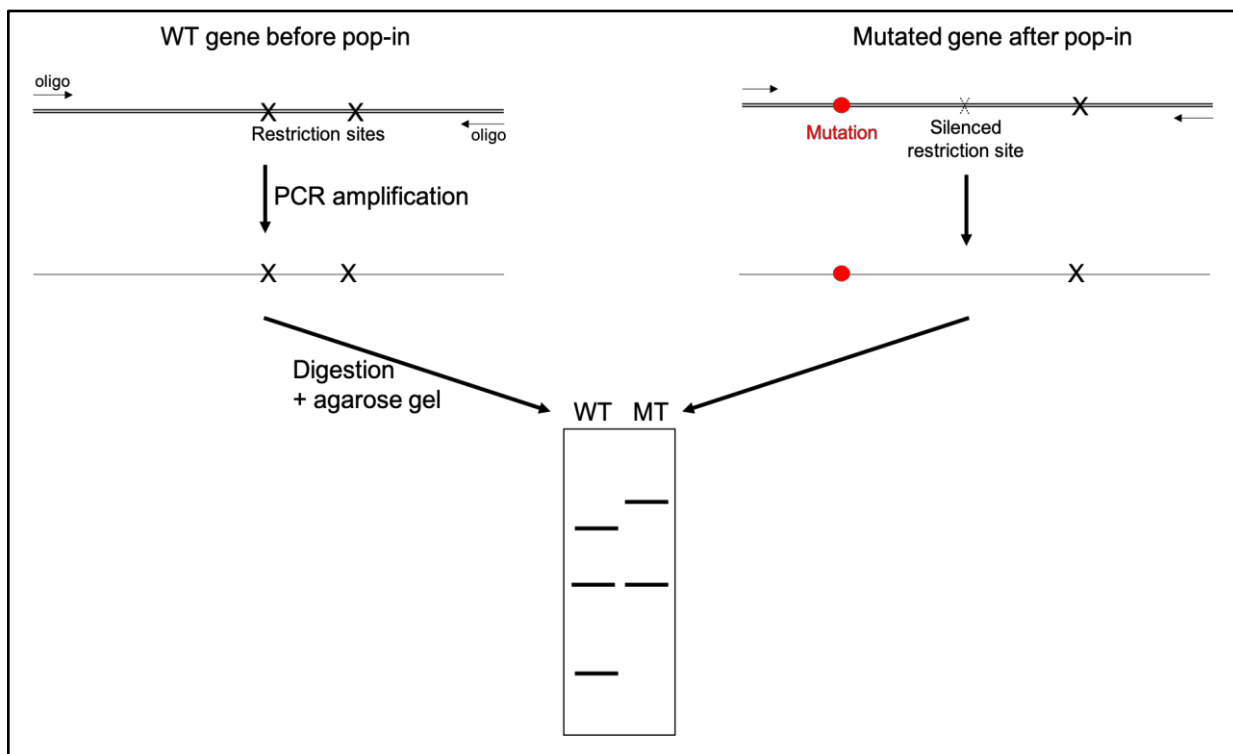 WT gene before pop-in
Mutated gene after pop-in
oligo
X X
X X
Restriction sites
oligo
Mutation
Silenced
restriction site
PCR amplification
X X
X
Digestion
+ agarose gel
WT MT